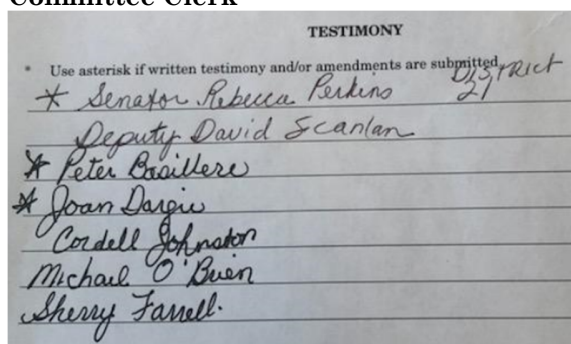 Committee Clerk
TESTIMONY
* Use asterisk if written testimony and/or amendments are submitted.
* Senator Rebecca Perkins District 21
Deputy David Scanlan
* Peter Basillere
* Joan Dargie
Cordell Johnston
Michael O'Brien
Sherry Farrell.